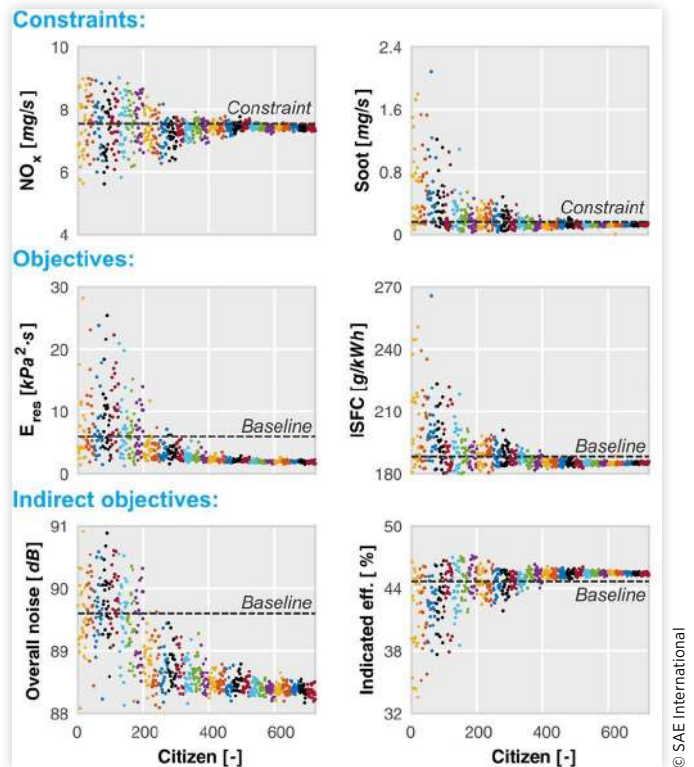 Constraints:
10
8
6
4
NOx [mg/s]
Constraint
2.4
1.6
0.8
0
Soot [mg/s]
Constraint
Objectives:
30
20
10
0
Eres [kPa2·s]
Baseline
270
240
210
180
ISFC [g/kWh]
Baseline
Indirect objectives:
91
90
89
88
Overall noise [dB]
Baseline
0 200 400 600
Citizen [-]
50
44
38
32
Indicated eff. [%]
Baseline
0 200 400 600
Citizen [-]
© SAE International